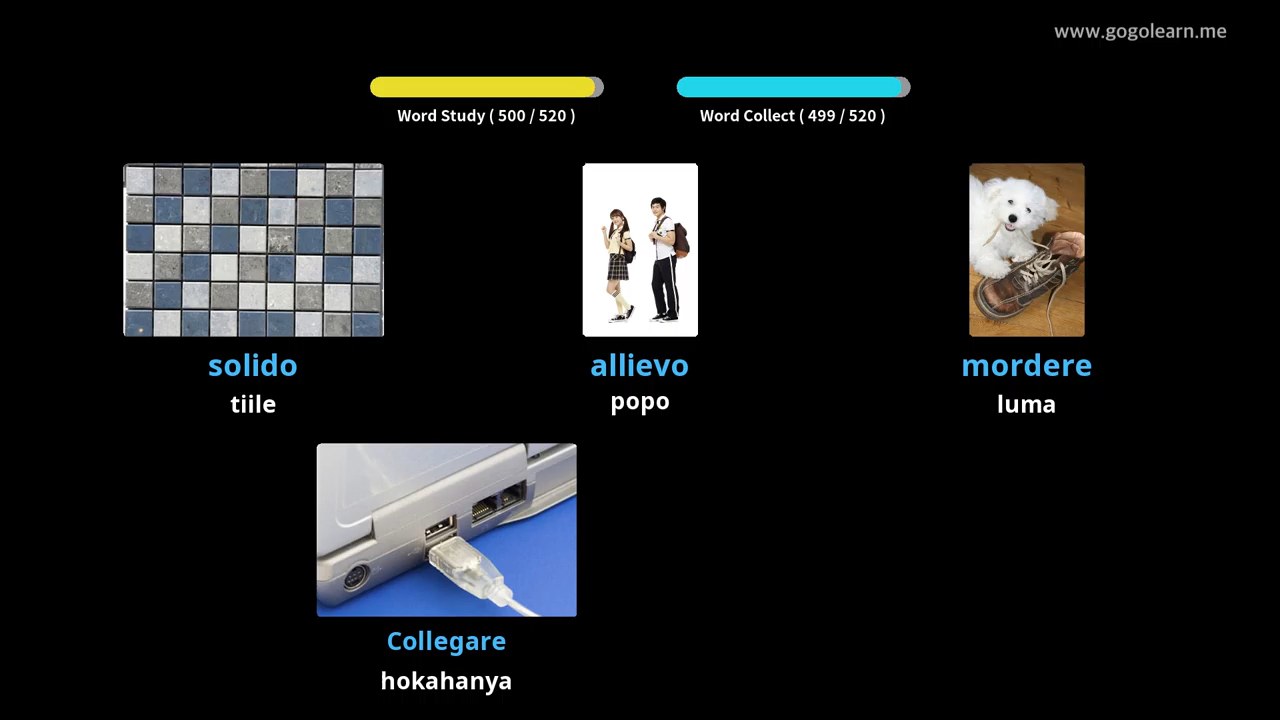 www.gogolearn.me
Word Study ( 500 / 520 )
Word Collect ( 499 / 520 )
solido
allievo
mordere
tiile
popo
luma
Collegare
hokahanya